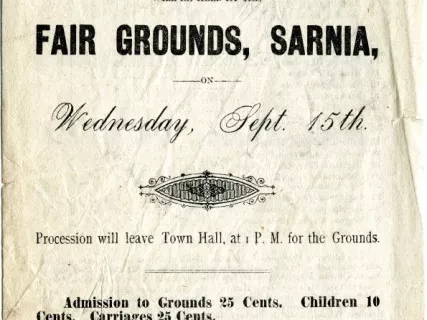 FAIR GROUNDS, SARNIA,
ON
Wednesday, Sept. 15th.
Procession will leave Town Hall, at 1 P. M. for the Grounds.
Admission to Grounds 25 Cents. Children 10
Cents. Carriages 25 Cents.